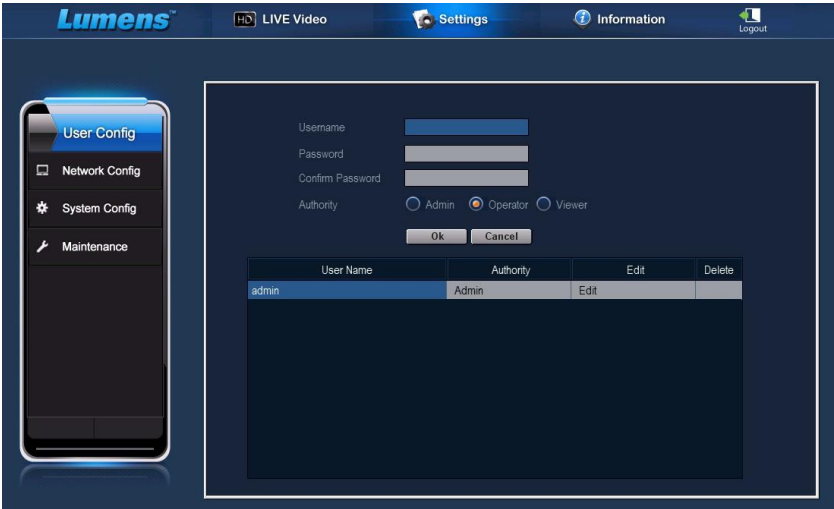 Lumens™
HD LIVE Video
Settings
Information
Logout
User Config
Network Config
System Config
Maintenance
Username
Password
Confirm Password
Authority
Admin Operator Viewer
Ok Cancel
User Name Authority Edit Delete
admin Admin Edit